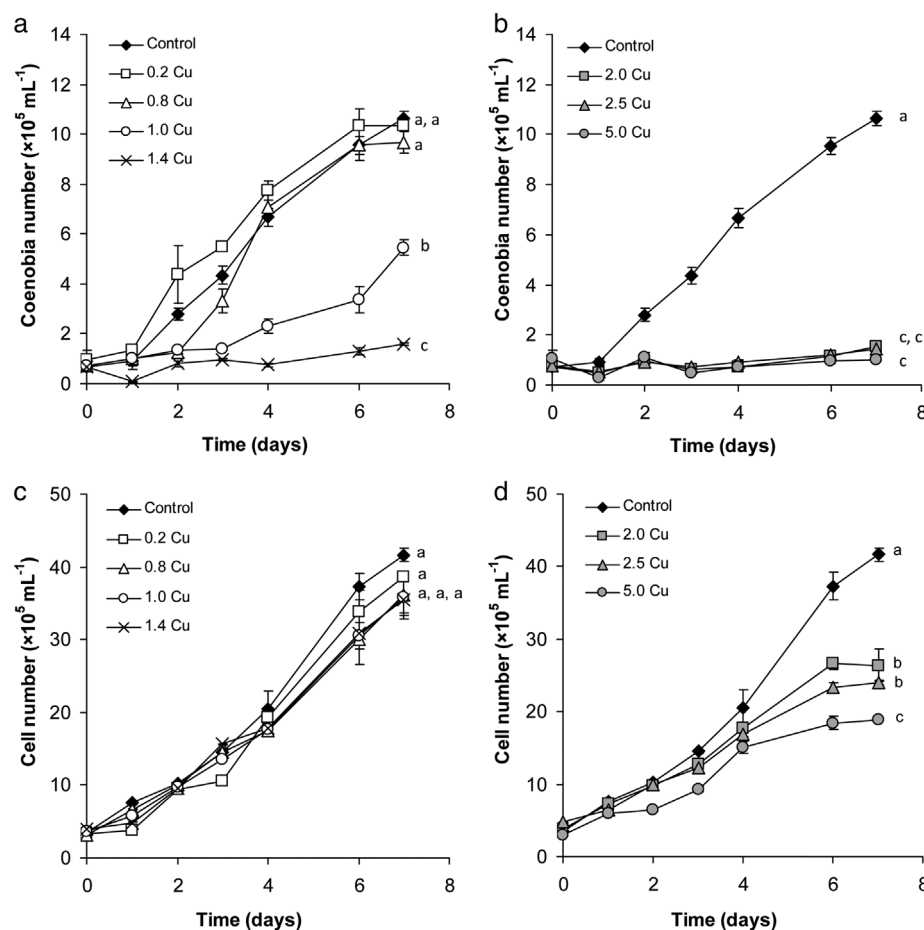 a
Coenobia number (×10⁵ mL⁻¹)
14
12
10
8
6
4
2
0
Control
0.2 Cu
0.8 Cu
1.0 Cu
1.4 Cu
a, a
a
b
c
0 2 4 6 8
Time (days)
b
Coenobia number (×10⁵ mL⁻¹)
14
12
10
8
6
4
2
0
Control
2.0 Cu
2.5 Cu
5.0 Cu
a
c, c
c
0 2 4 6 8
Time (days)
c
Cell number (×10⁵ mL⁻¹)
50
40
30
20
10
0
Control
0.2 Cu
0.8 Cu
1.0 Cu
1.4 Cu
a
a
a, a, a
0 2 4 6 8
Time (days)
d
Cell number (×10⁵ mL⁻¹)
50
40
30
20
10
0
Control
2.0 Cu
2.5 Cu
5.0 Cu
a
b
b
c
0 2 4 6 8
Time (days)